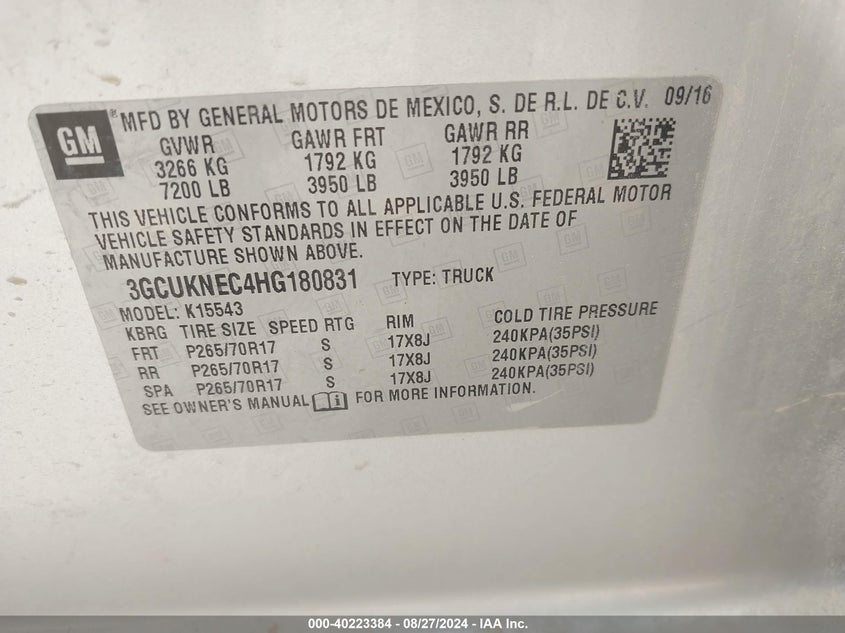 GM ® MFD BY GENERAL MOTORS DE MEXICO, S. DE R.L. DE C.V. 09/16
GVWR GAWR FRT GAWR RR
3266 KG 1792 KG 1792 KG
7200 LB 3950 LB 3950 LB
THIS VEHICLE CONFORMS TO ALL APPLICABLE U.S. FEDERAL MOTOR
VEHICLE SAFETY STANDARDS IN EFFECT ON THE DATE OF
MANUFACTURE SHOWN ABOVE.
3GCUKNEC4HG180831 TYPE: TRUCK
MODEL: K15543
KBRG TIRE SIZE SPEED RTG RIM COLD TIRE PRESSURE
FRT P265/70R17 S 17X8J 240KPA(35PSI)
RR P265/70R17 S 17X8J 240KPA(35PSI)
SPA P265/70R17 S 17X8J 240KPA(35PSI)
SEE OWNER'S MANUAL i FOR MORE INFORMATION.
000-40223384 - 08/27/2024 - IAA Inc.